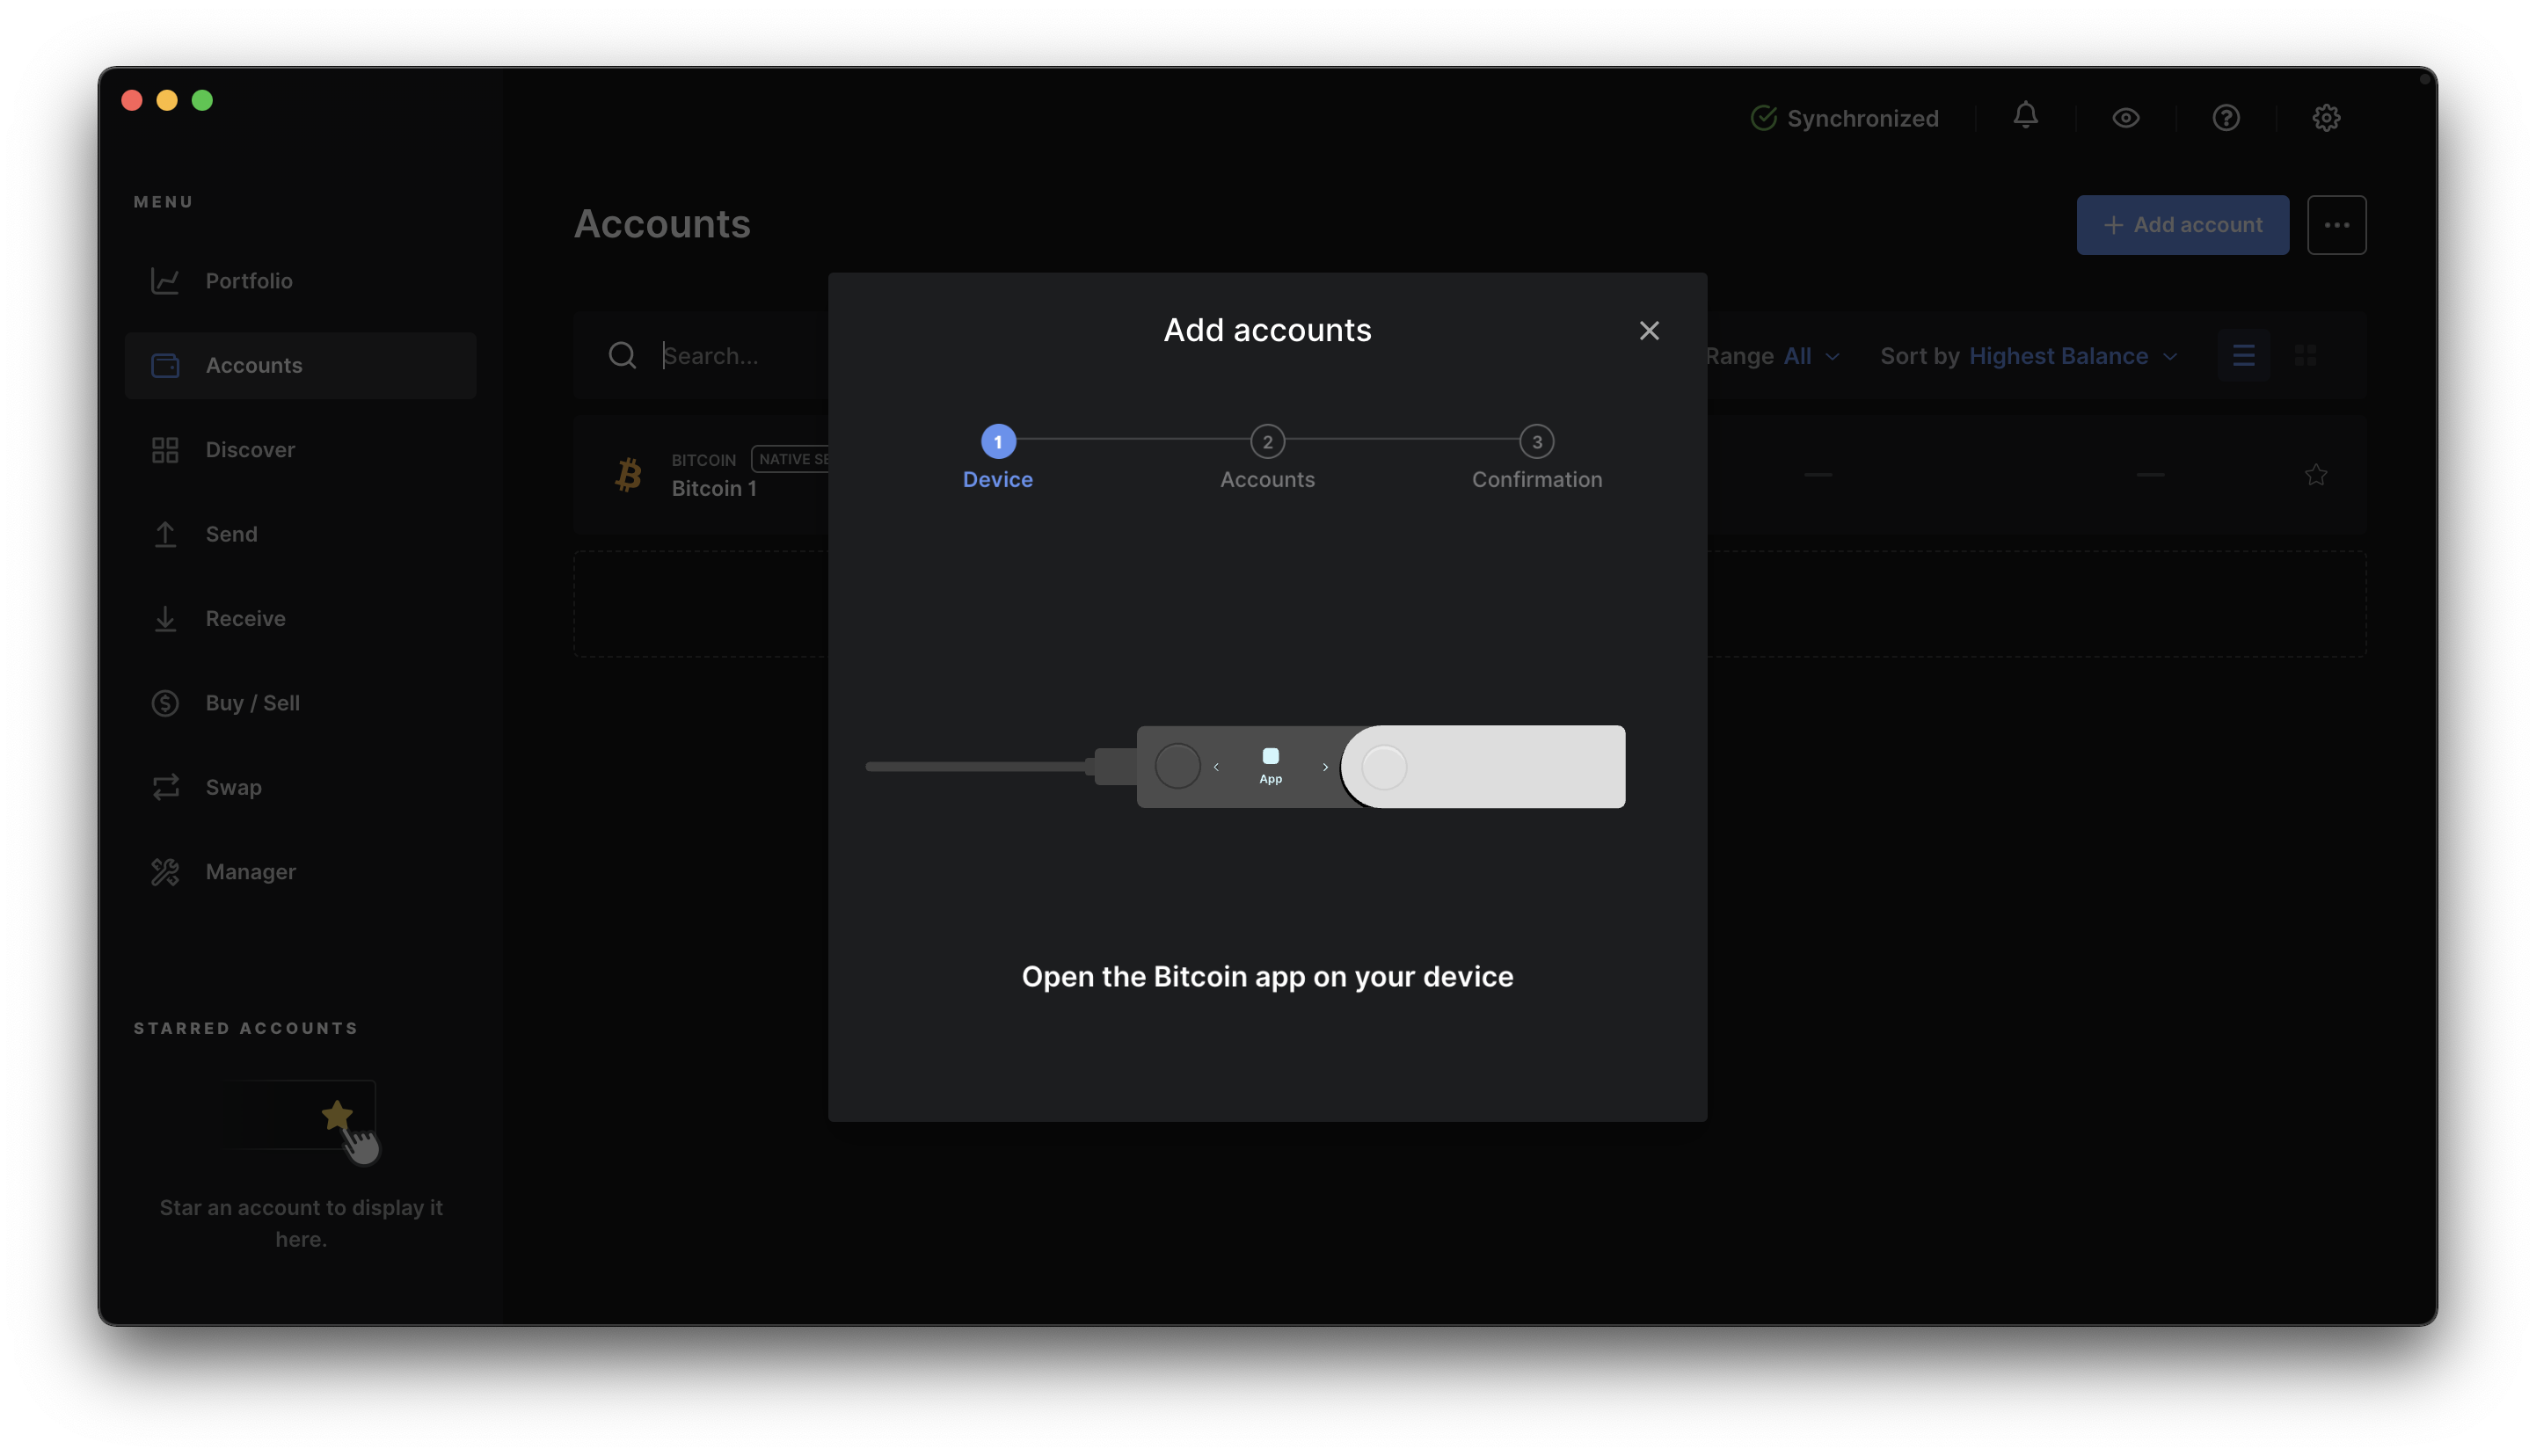 Synchronized
MENU
Portfolio
Accounts
Discover
Send
Receive
Buy / Sell
Swap
Manager
STARRED ACCOUNTS
Star an account to display it
here.
Accounts
Add account
Search...
Range All
Sort by Highest Balance
BITCOIN NATIVE
Bitcoin 1
Add accounts
1
2
3
Device
Accounts
Confirmation
App
Open the Bitcoin app on your device